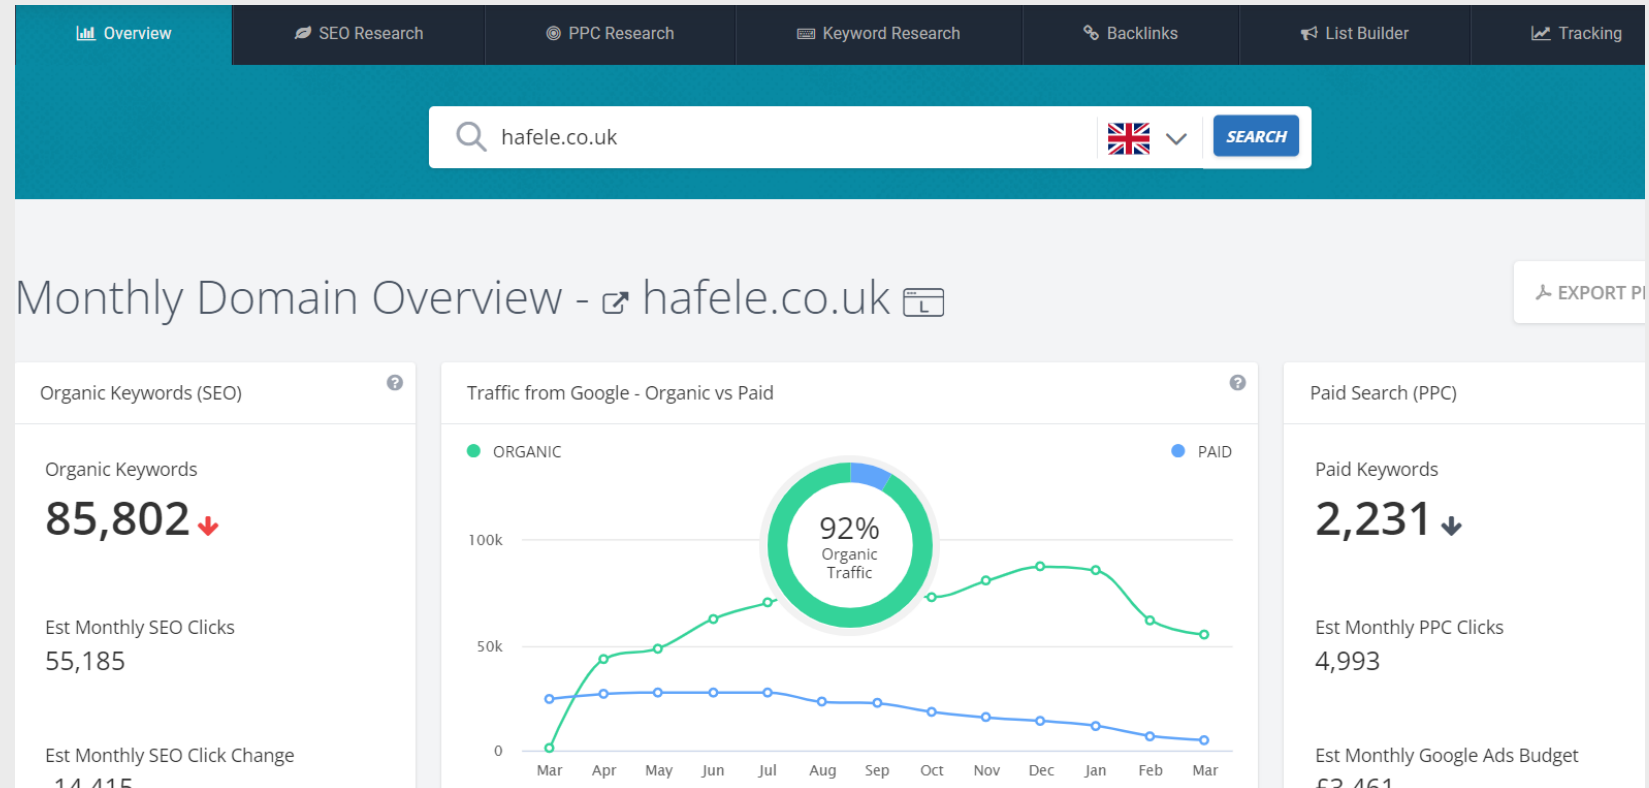 Overview
SEO Research
PPC Research
Keyword Research
Backlinks
List Builder
Tracking
hafele.co.uk
SEARCH
Monthly Domain Overview - hafele.co.uk
EXPORT
Organic Keywords (SEO)
Organic Keywords
85,802
Est Monthly SEO Clicks
55,185
Est Monthly SEO Click Change
Traffic from Google - Organic vs Paid
ORGANIC
PAID
92%
Organic
Traffic
100k
50k
0
Mar Apr May Jun Jul Aug Sep Oct Nov Dec Jan Feb Mar
Paid Search (PPC)
Paid Keywords
2,231
Est Monthly PPC Clicks
4,993
Est Monthly Google Ads Budget